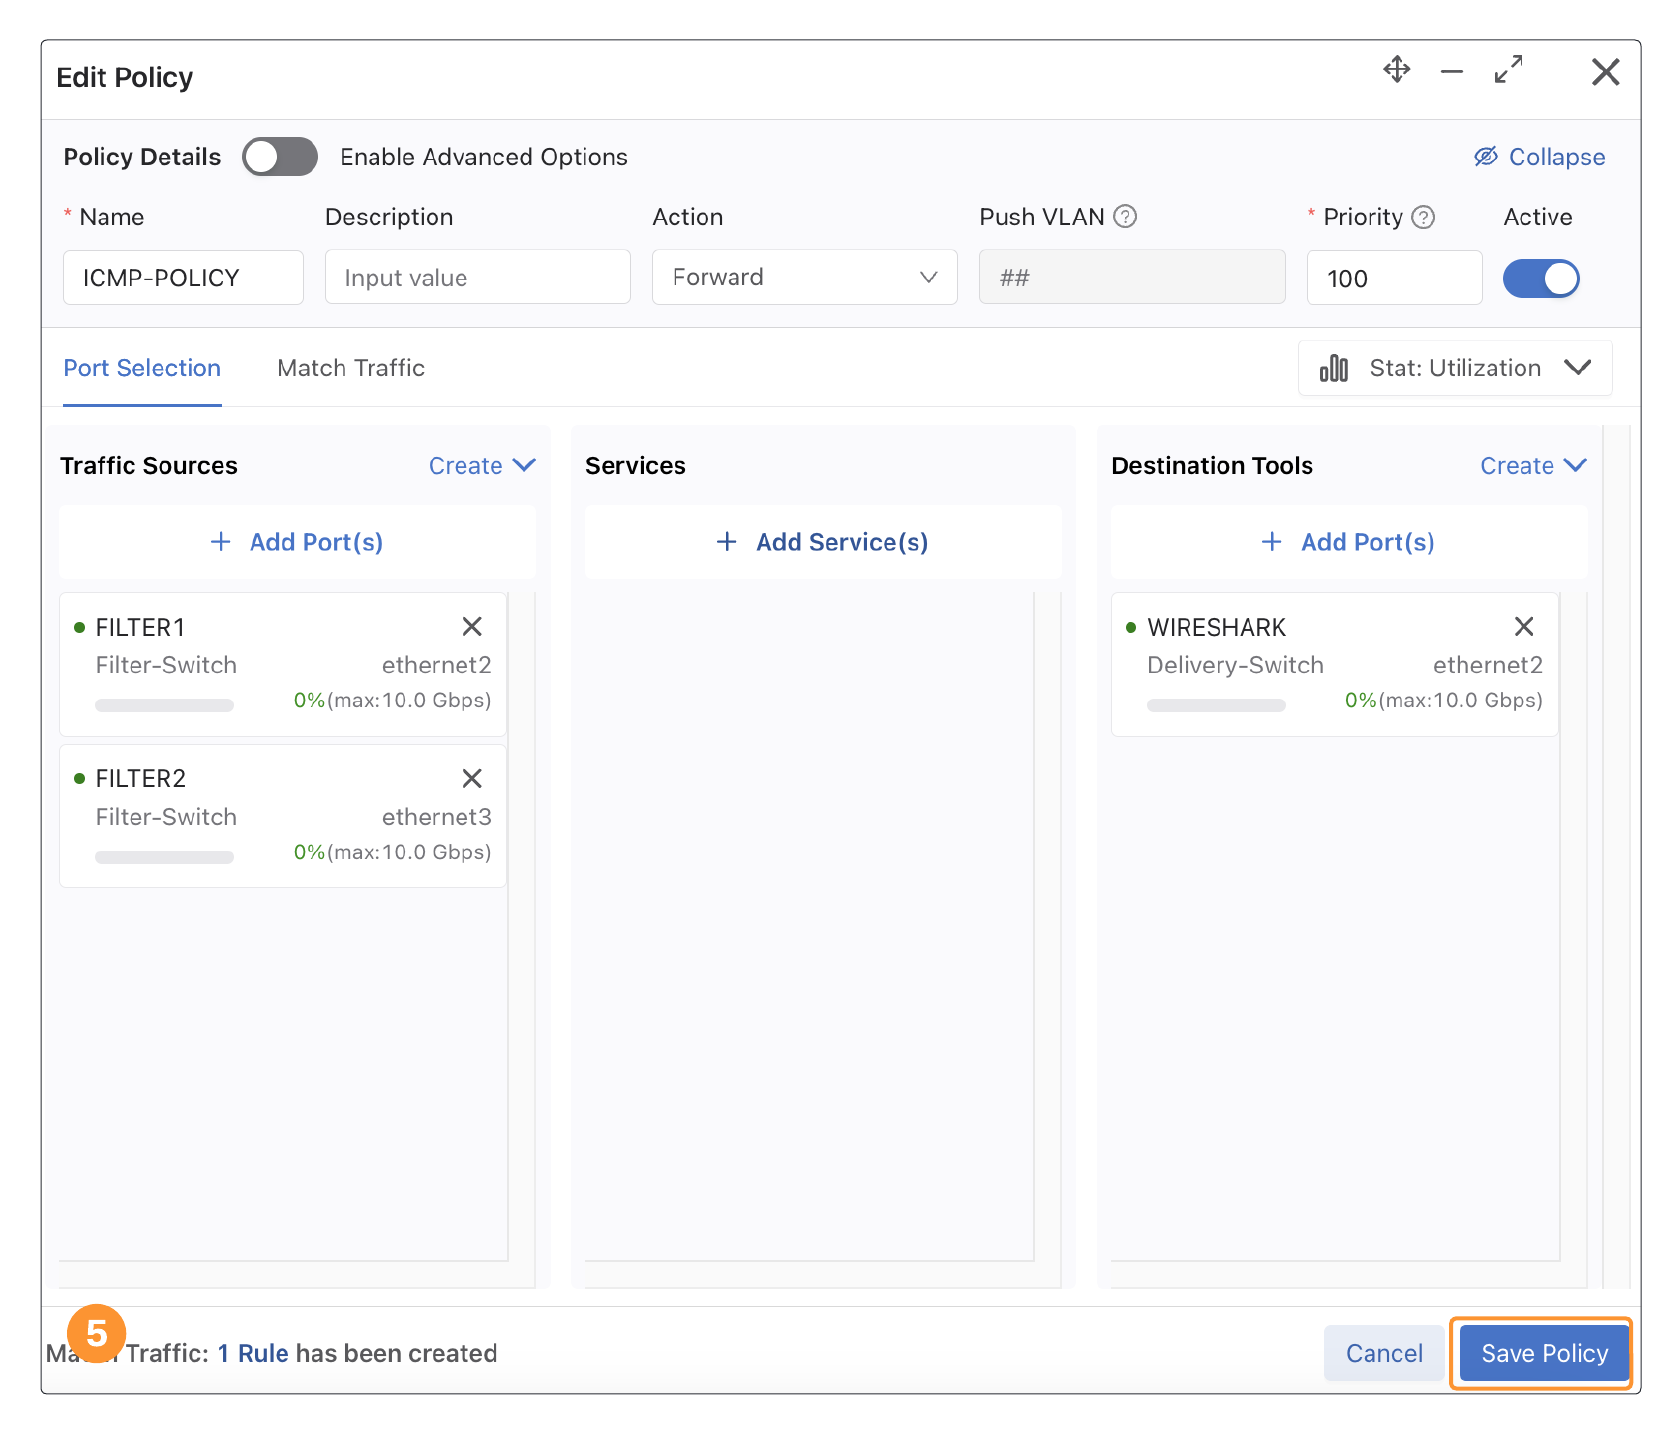 Edit Policy
Policy Details Enable Advanced Options Collapse
* Name Description Action Push VLAN ? * Priority ? Active
ICMP-POLICY Input value Forward ## 100
Port Selection Match Traffic Stat: Utilization
Traffic Sources Create Services Destination Tools Create
+ Add Port(s) + Add Service(s) + Add Port(s)
FILTER1 WIRESHARK
Filter-Switch ethernet2 Delivery-Switch ethernet2
0%(max:10.0 Gbps) 0%(max:10.0 Gbps)
FILTER2
Filter-Switch ethernet3
0%(max:10.0 Gbps)
5
Traffic: 1 Rule has been created Cancel Save Policy